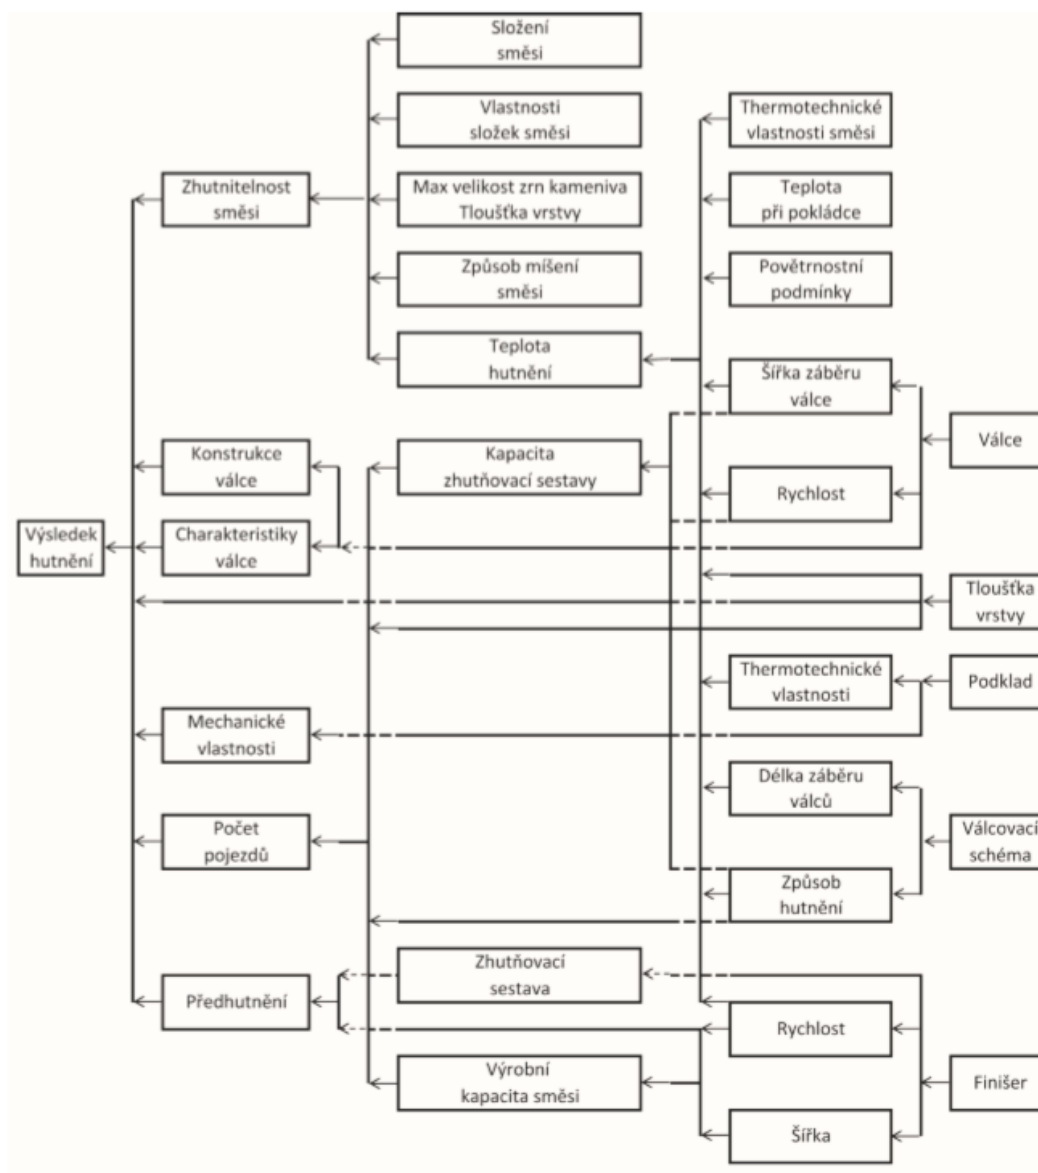 Složení
směsi
Vlastnosti
složek směsi
Thermotechnické
vlastnosti směsi
Zhutnitelnost
směsi
Max velikost zrn kameniva
Tloušťka vrstvy
Teplota
při pokládce
Způsob míšení
směsi
Povětrnostní
podmínky
Teplota
hutnění
Šířka záběru
válce
Konstrukce
válce
Kapacita
zhutňovací sestavy
Válce
Rychlost
Výsledek
hutnění
Charakteristiky
válce
Tloušťka
vrstvy
Thermotechnické
vlastnosti
Podklad
Mechanické
vlastnosti
Délka záběru
válců
Počet
pojezdů
Válcovací
schéma
Způsob
hutnění
Zhutňovací
sestava
Předhutnění
Rychlost
Výrobní
kapacita směsi
Finišer
Šířka